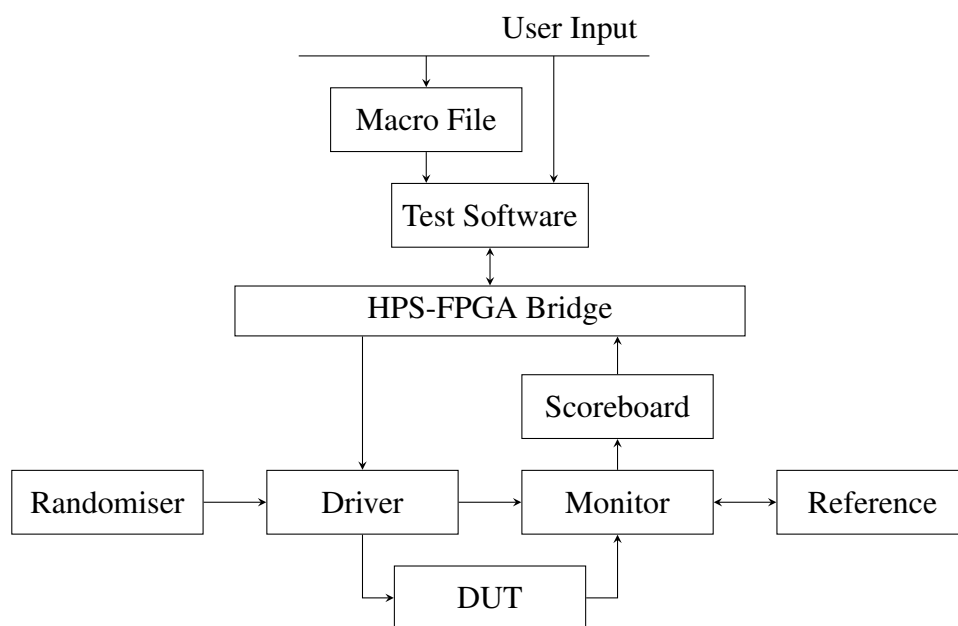 User Input
Macro File
Test Software
HPS-FPGA Bridge
Scoreboard
Randomiser
Driver
Monitor
Reference
DUT